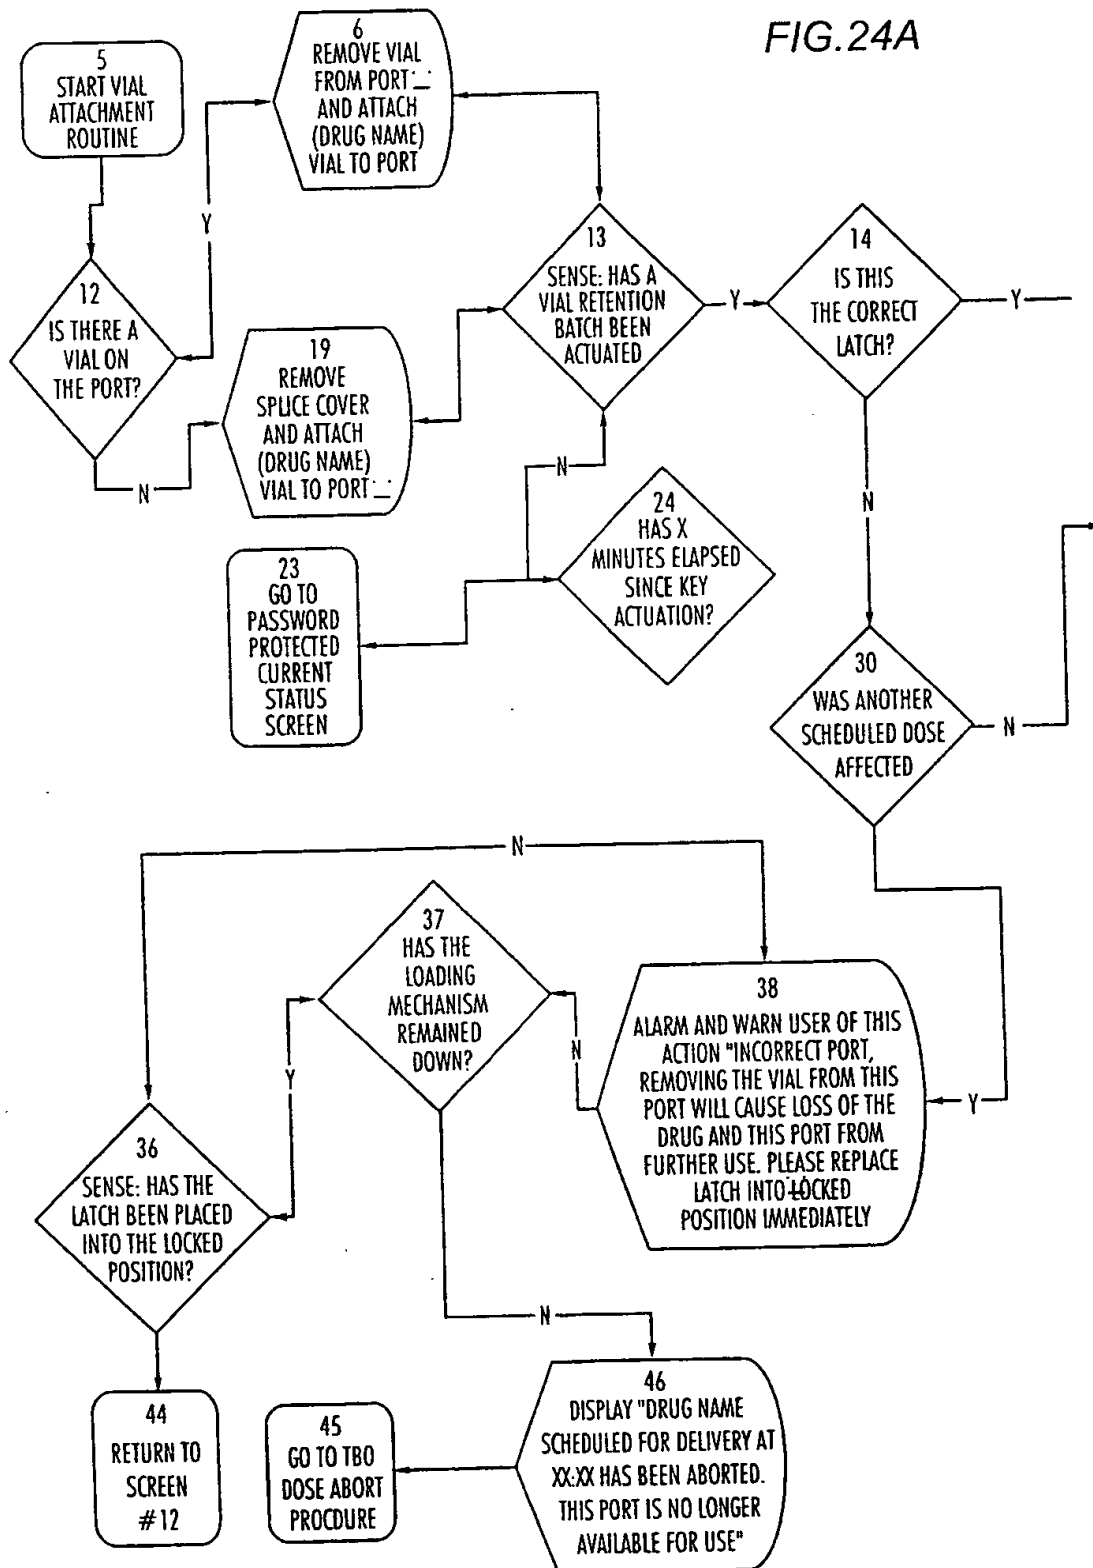 FIG.24A
5
START VIAL
ATTACHMENT
ROUTINE
6
REMOVE VIAL
FROM PORT _
AND ATTACH
(DRUG NAME)
VIAL TO PORT
Y
12
IS THERE A
VIAL ON
THE PORT?
N
19
REMOVE
SPLICE COVER
AND ATTACH
(DRUG NAME)
VIAL TO PORT _
13
SENSE: HAS A
VIAL RETENTION
BATCH BEEN
ACTUATED
Y
14
IS THIS
THE CORRECT
LATCH?
Y
N
N
24
HAS X
MINUTES ELAPSED
SINCE KEY
ACTUATION?
23
GO TO
PASSWORD
PROTECTED
CURRENT
STATUS
SCREEN
30
WAS ANOTHER
SCHEDULED DOSE
AFFECTED
N
Y
N
37
HAS THE
LOADING
MECHANISM
REMAINED
DOWN?
N
38
ALARM AND WARN USER OF THIS
ACTION "INCORRECT PORT,
REMOVING THE VIAL FROM THIS
PORT WILL CAUSE LOSS OF THE
DRUG AND THIS PORT FROM
FURTHER USE. PLEASE REPLACE
LATCH INTO LOCKED
POSITION IMMEDIATELY
Y
36
SENSE: HAS THE
LATCH BEEN PLACED
INTO THE LOCKED
POSITION?
N
44
RETURN TO
SCREEN
#12
45
GO TO TBO
DOSE ABORT
PROCDURE
46
DISPLAY "DRUG NAME
SCHEDULED FOR DELIVERY AT
XX:XX HAS BEEN ABORTED.
THIS PORT IS NO LONGER
AVAILABLE FOR USE"